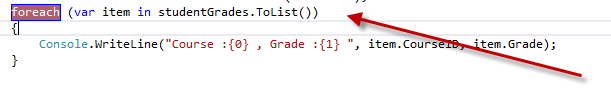 foreach (var item in studentGrades.ToList())
{
Console.WriteLine("Course :{0} , Grade :{1} ", item.CourseID, item.Grade);
}